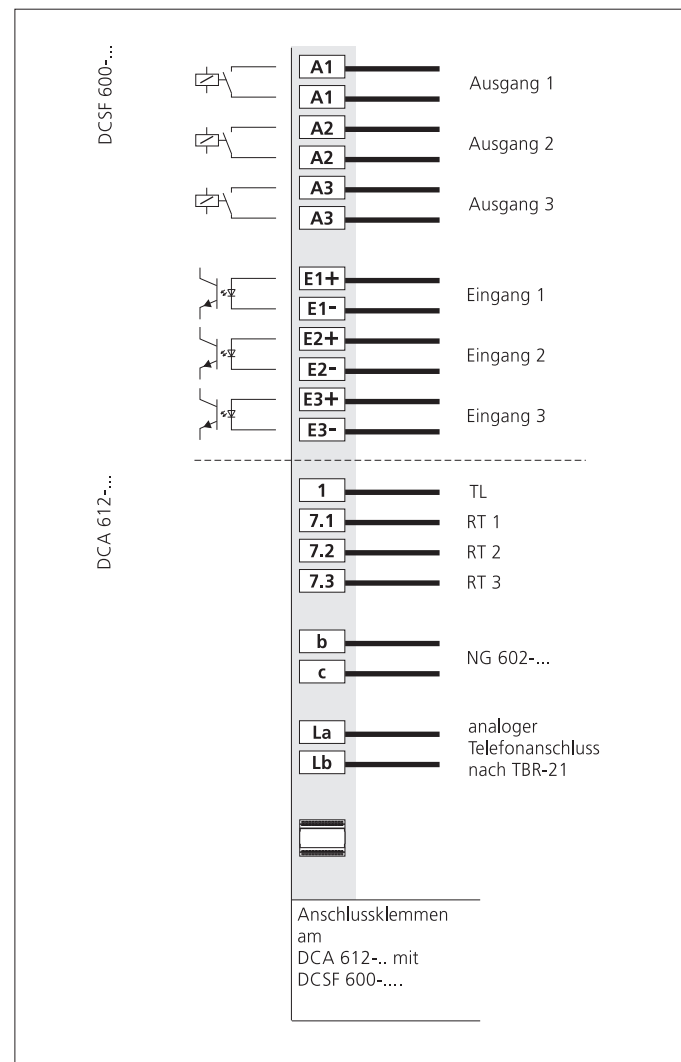 DCSF 600-...
A1
A1
Ausgang 1
A2
A2
Ausgang 2
A3
A3
Ausgang 3
E1+
E1-
Eingang 1
E2+
E2-
Eingang 2
E3+
E3-
Eingang 3
DCA 612-...
1
TL
7.1
RT 1
7.2
RT 2
7.3
RT 3
b
c
NG 602-...
La
Lb
analoger
Telefonanschluss
nach TBR-21
Anschlussklemmen
am
DCA 612-.. mit
DCSF 600-....